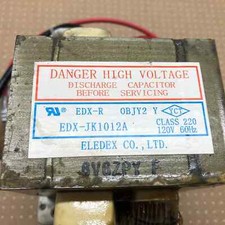 DANGER HIGH VOLTAGE
DISCHARGE CAPACITOR
BEFORE SERVICING
EDX-R OBJY2 Y
EDX-JK1012A
CLASS 220
120V 60Hz
ELEDEX CO.,LTD.